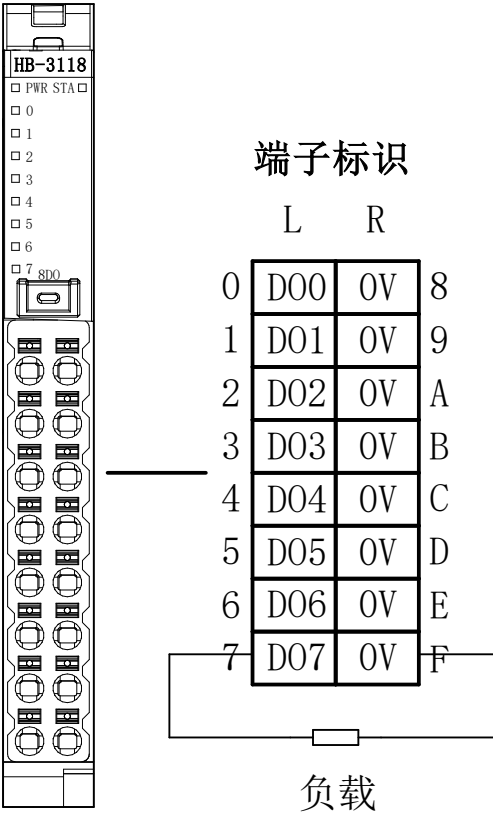 HB-3118
PWR STA
0
1
2
3
4
5
6
7 8DO
端子标识
L R
0 DO0 0V 8
1 DO1 0V 9
2 DO2 0V A
3 DO3 0V B
4 DO4 0V C
5 DO5 0V D
6 DO6 0V E
7 DO7 0V F
负载